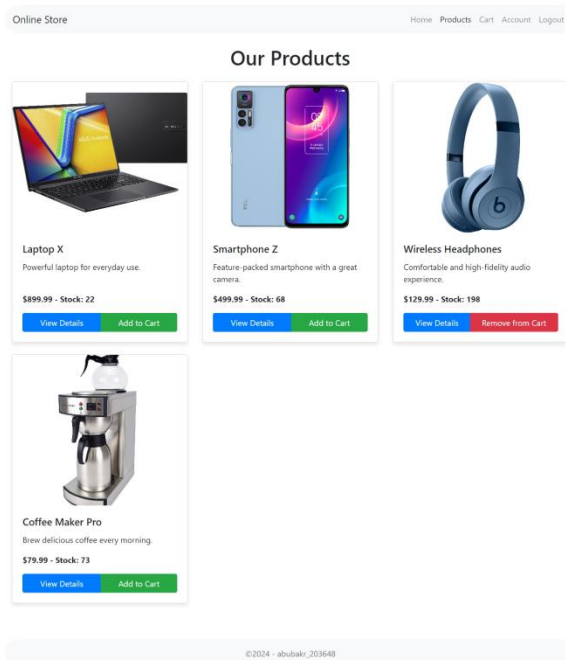 Online Store
Home Products Cart Account Logout
Our Products
Laptop X
Powerful laptop for everyday use.
$899.99 - Stock: 22
View Details Add to Cart
Smartphone Z
Feature-packed smartphone with a great
camera.
$499.99 - Stock: 68
View Details Add to Cart
b
Wireless Headphones
Comfortable and high-fidelity audio
experience.
$129.99 - Stock: 198
View Details Remove from Cart
Coffee Maker Pro
Brew delicious coffee every morning.
$79.99 - Stock: 73
View Details Add to Cart
©2024 - abubakr_203648